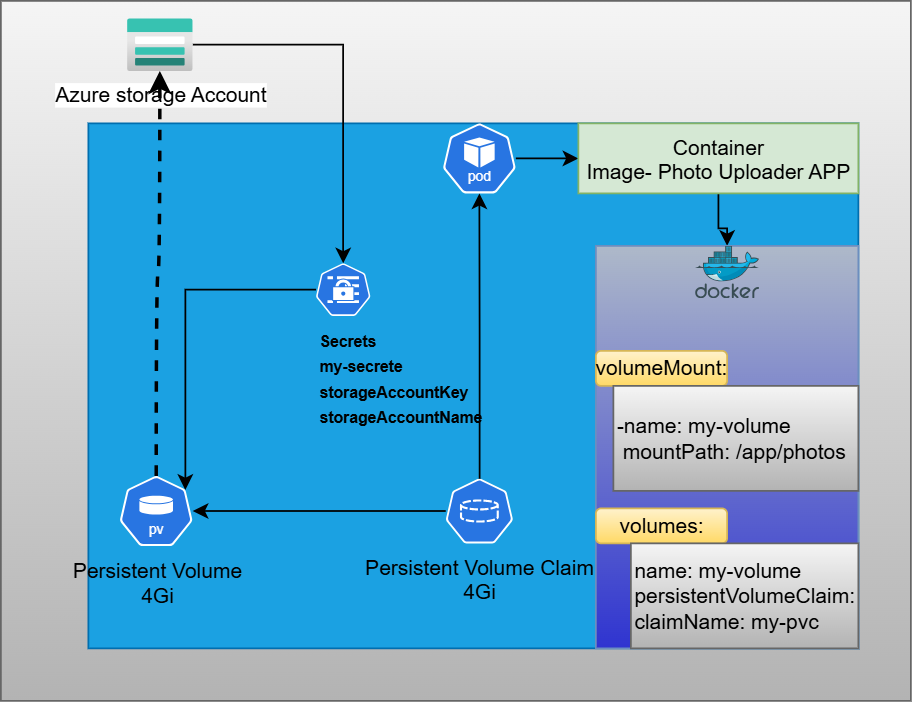 Azure storage Account
pod
Container
Image- Photo Uploader APP
docker
Secrets
my-secrete
storageAccountKey
storageAccountName
volumeMount:
-name: my-volume
mountPath: /app/photos
pv
Persistent Volume
4Gi
Persistent Volume Claim
4Gi
volumes:
name: my-volume
persistentVolumeClaim:
claimName: my-pvc